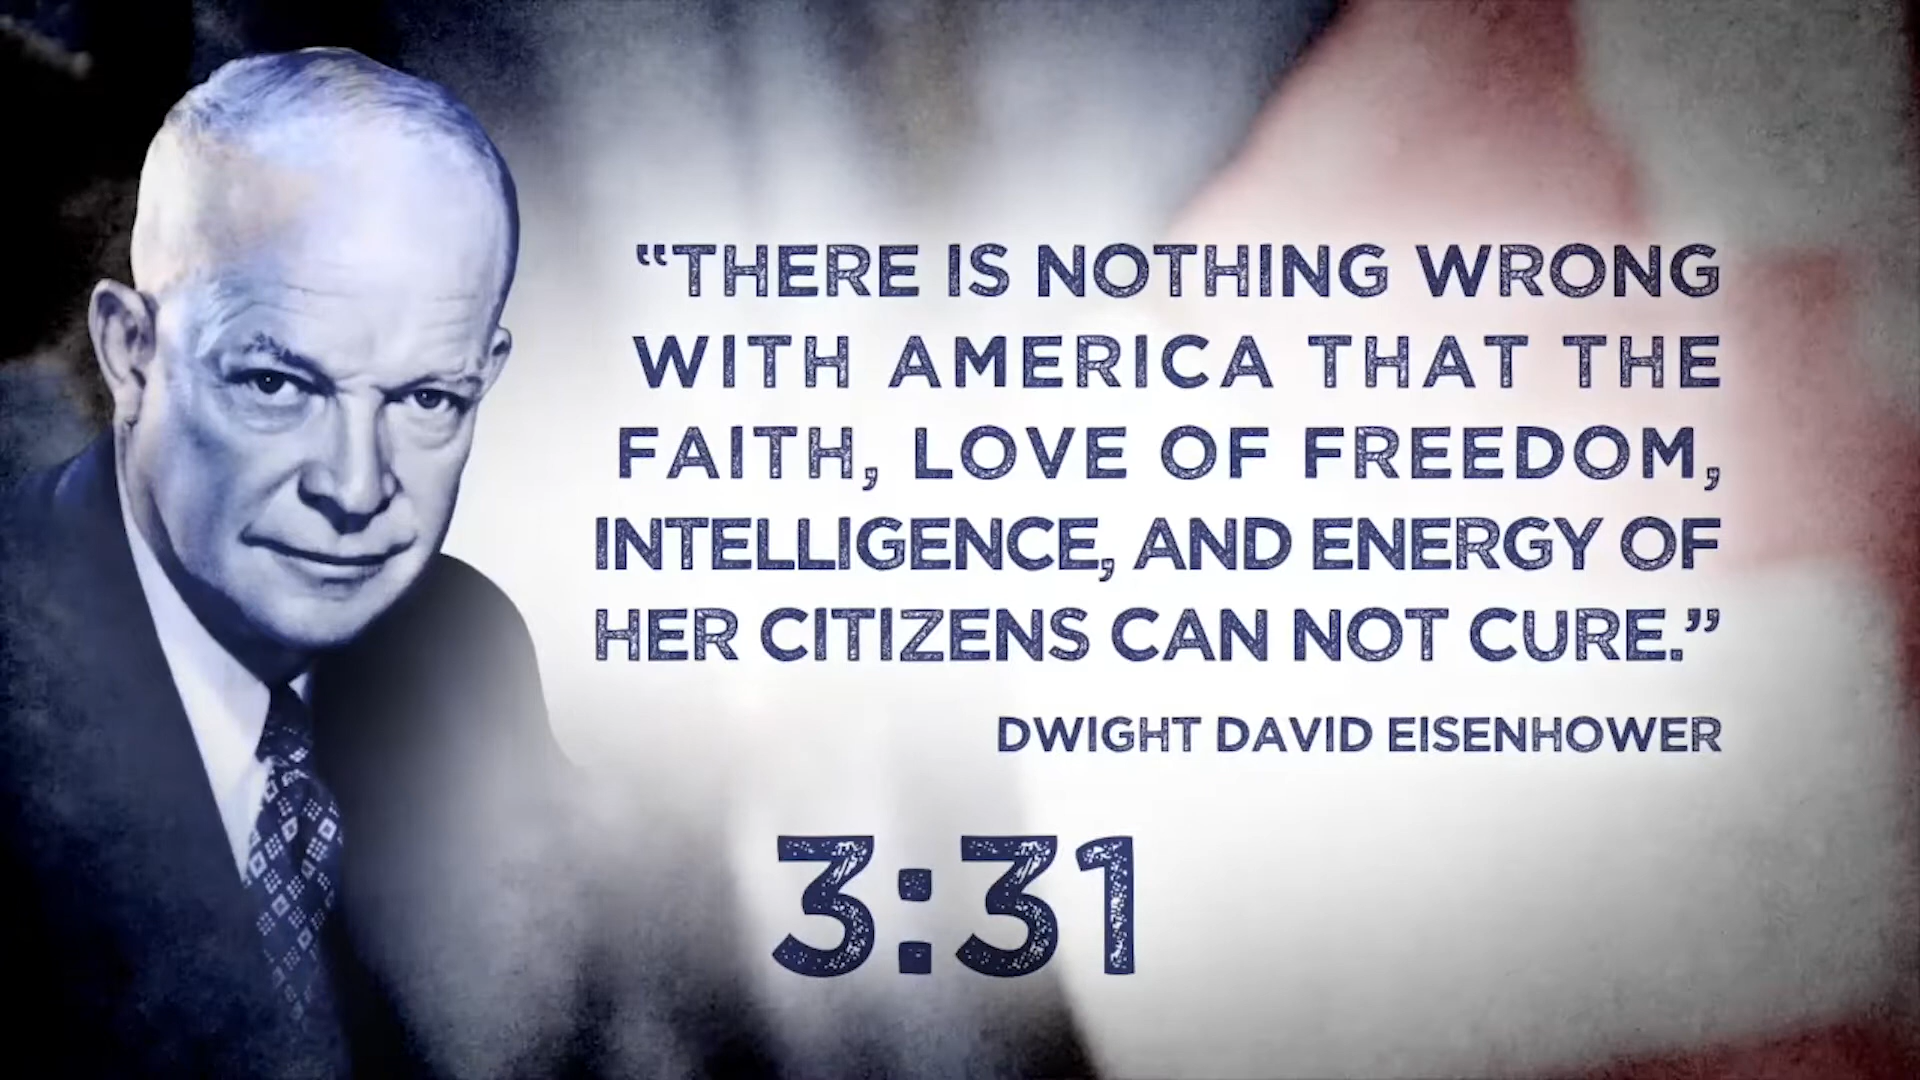 “THERE IS NOTHING WRONG
WITH AMERICA THAT THE
FAITH, LOVE OF FREEDOM,
INTELLIGENCE, AND ENERGY OF
HER CITIZENS CAN NOT CURE.”
DWIGHT DAVID EISENHOWER
3:31